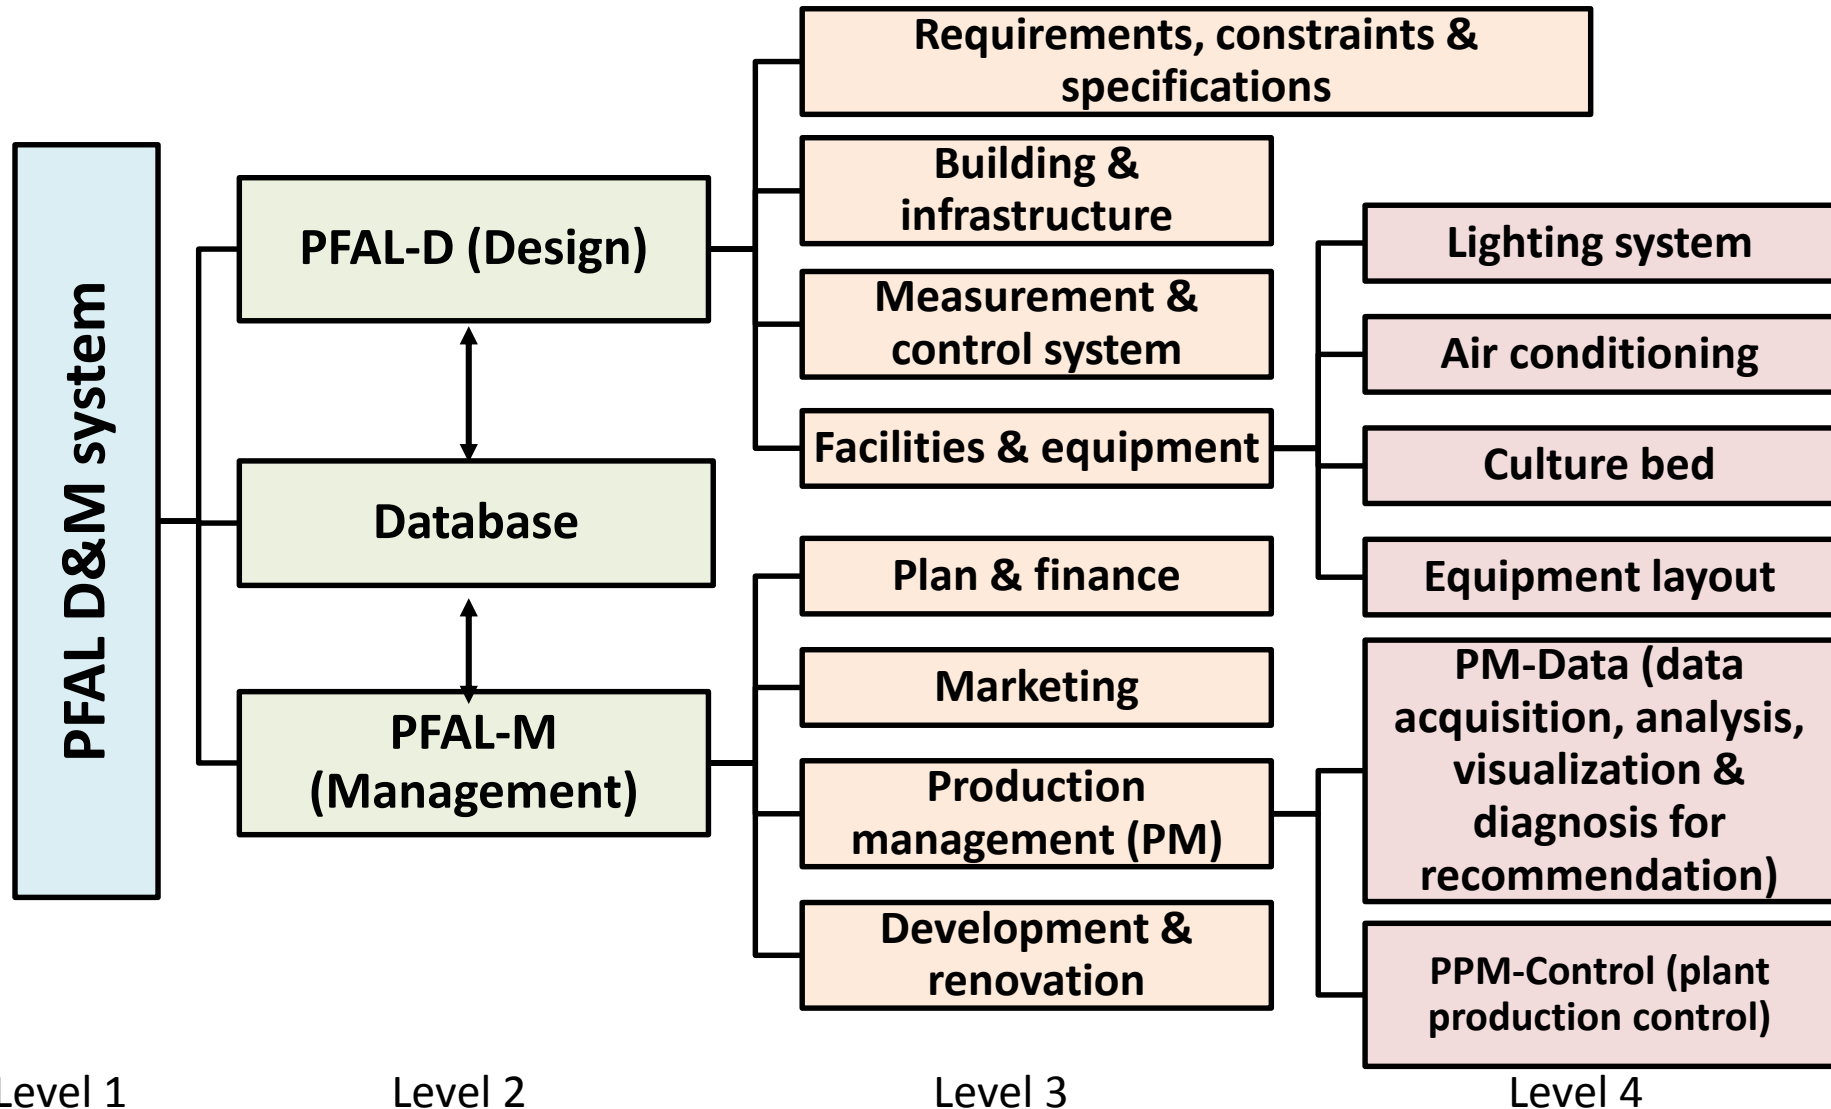 PFAL D&M system
PFAL-D (Design)
Database
PFAL-M
(Management)
Requirements, constraints &
specifications
Building &
infrastructure
Measurement &
control system
Facilities & equipment
Plan & finance
Marketing
Production
management (PM)
Development &
renovation
Lighting system
Air conditioning
Culture bed
Equipment layout
PM-Data (data
acquisition, analysis,
visualization &
diagnosis for
recommendation)
PPM-Control (plant
production control)
Level 1
Level 2
Level 3
Level 4